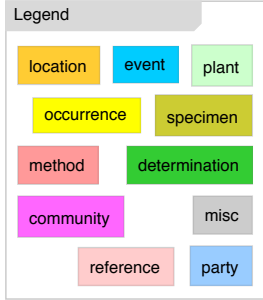 Legend
location event plant
occurrence specimen
method determination
community misc
reference party